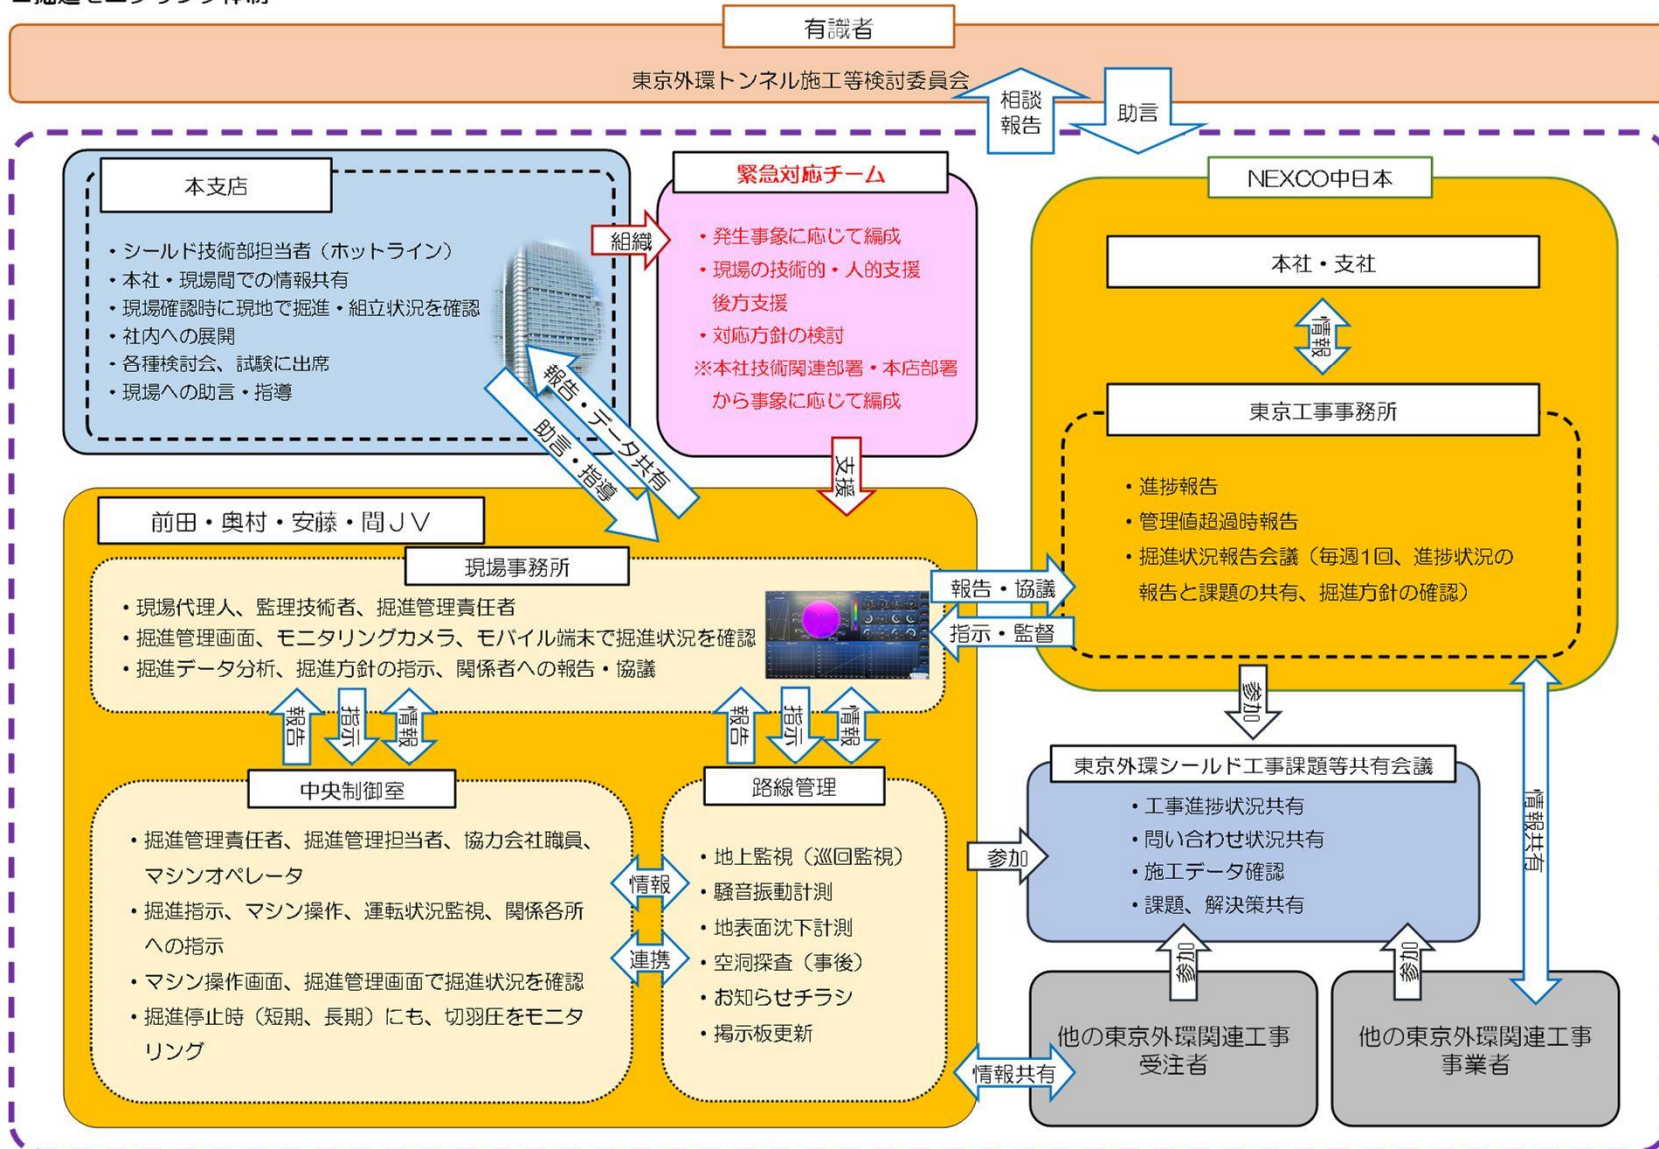 有識者
東京外環トンネル施工等検討委員会
相談
報告
助言
本支店
・シールド技術部担当者（ホットライン）
・本社・現場間での情報共有
・現場確認時に現地で掘進・組立状況を確認
・社内への展開
・各種検討会、試験に出席
・現場への助言・指導
組織
緊急対応チーム
・発生事象に応じて編成
・現場の技術的・人的支援
後方支援
・対応方針の検討
※本社技術関連部署・本店部署
から事象に応じて編成
支援
報告・データ共有
助言・指導
NEXCO中日本
本社・支社
情報
東京工事事務所
・進捗報告
・管理値超過時報告
・掘進状況報告会議（毎週1回、進捗状況の
報告と課題の共有、掘進方針の確認）
前田・奥村・安藤・間ＪＶ
現場事務所
・現場代理人、監理技術者、掘進管理責任者
・掘進管理画面、モニタリングカメラ、モバイル端末で掘進状況を確認
・掘進データ分析、掘進方針の指示、関係者への報告・協議
報告・協議
指示・監督
報告
指示
情報
報告
指示
情報
中央制御室
・掘進管理責任者、掘進管理担当者、協力会社職員、
マシンオペレータ
・掘進指示、マシン操作、運転状況監視、関係各所
への指示
・マシン操作画面、掘進管理画面で掘進状況を確認
・掘進停止時（短期、長期）にも、切羽圧をモニタ
リング
情報
連携
路線管理
・地上監視（巡回監視）
・騒音振動計測
・地表面沈下計測
・空洞探査（事後）
・お知らせチラシ
・掲示板更新
参加
参加
東京外環シールド工事課題等共有会議
・工事進捗状況共有
・問い合わせ状況共有
・施工データ確認
・課題、解決策共有
情報共有
参加
参加
情報共有
他の東京外環関連工事
受注者
他の東京外環関連工事
事業者